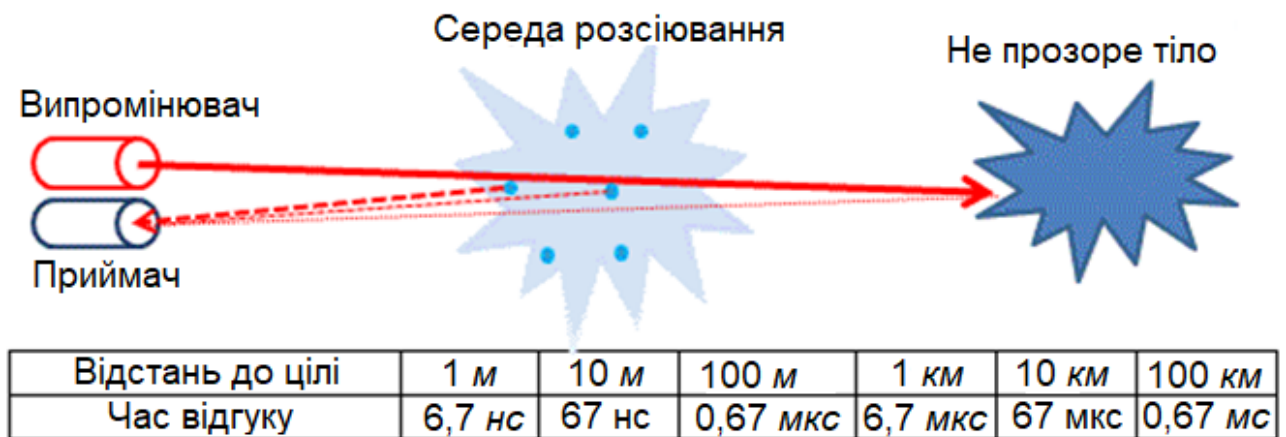 Середа розсіювання
Не прозоре тіло
Випромінювач
Приймач
Відстань до цілі 1 м 10 м 100 м 1 км 10 км 100 км
Час відгуку 6,7 нс 67 нс 0,67 мкс 6,7 мкс 67 мкс 0,67 мс